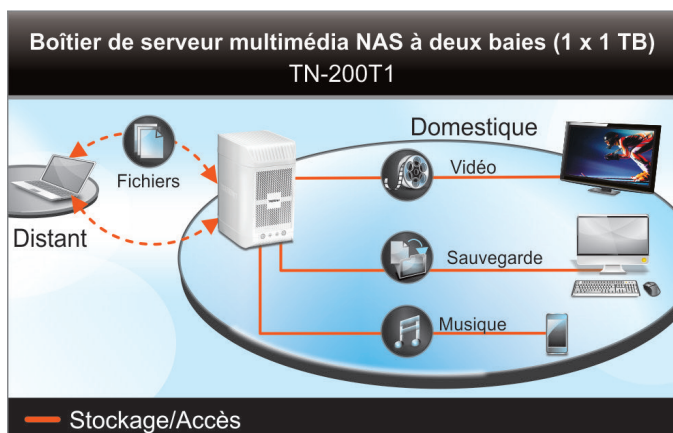 Boîtier de serveur multimédia NAS à deux baies (1 x 1 TB)
TN-200T1
Domestique
Fichiers
Vidéo
Distant
Sauvegarde
Musique
Stockage/Accès